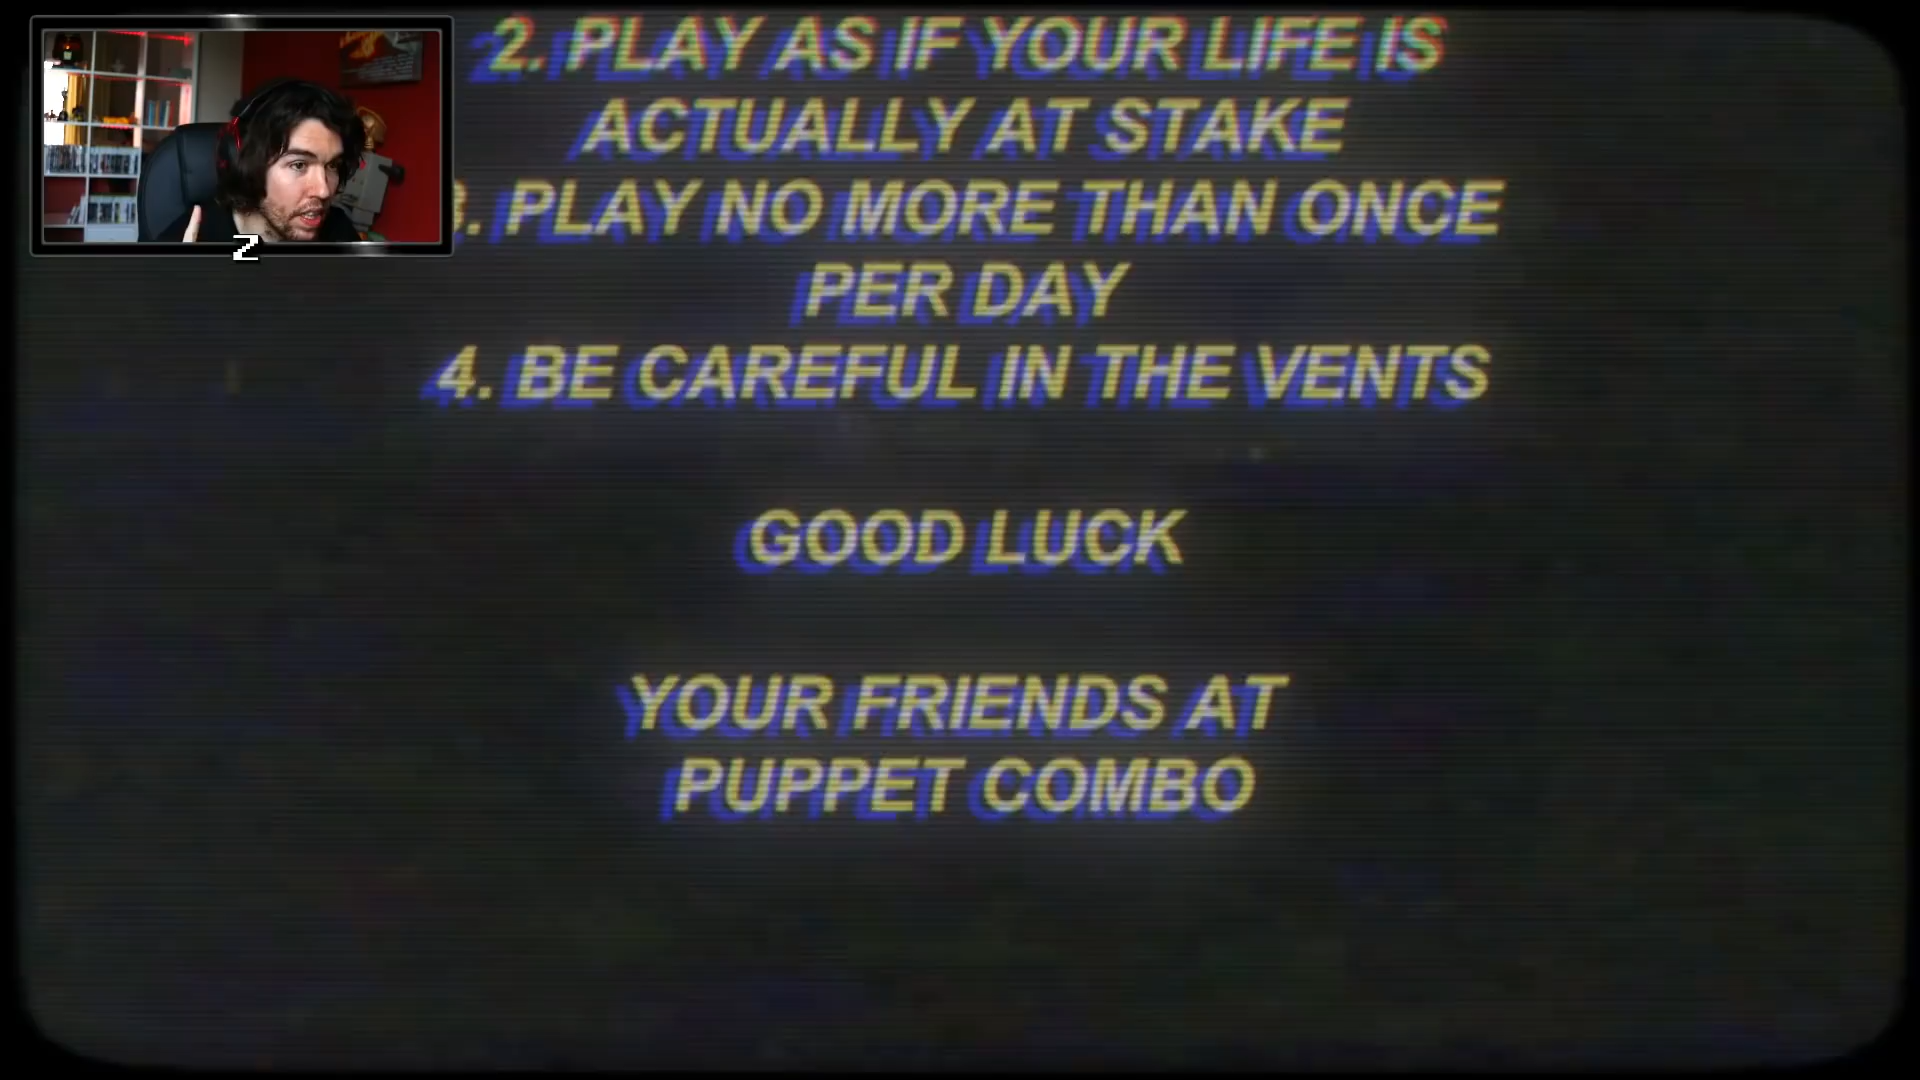 2. PLAY AS IF YOUR LIFE IS
ACTUALLY AT STAKE
3. PLAY NO MORE THAN ONCE
PER DAY
4. BE CAREFUL IN THE VENTS
GOOD LUCK
YOUR FRIENDS AT
PUPPET COMBO
Z